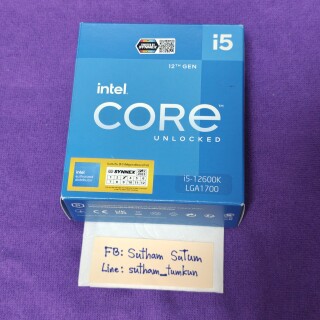 i5
12TH GEN
intel
CORE
UNLOCKED
SYNNEX
i5-12600K
LGA1700
FB: Sutham Sutum
Line: sutham_tumkun